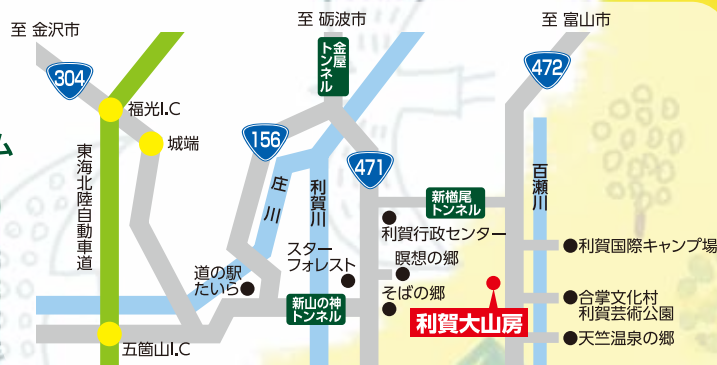 至 金沢市
至 砺波市
至 富山市
金屋
トンネル
304
472
福光I.C
城端
ム
156
471
東海北陸自動車道
庄川
利賀川
百瀬川
新楢尾
トンネル
利賀行政センター
利賀国際キャンプ場
スター
フォレスト
瞑想の郷
道の駅
たいら
そばの郷
新山の神
トンネル
利賀大山房
合掌文化村
利賀芸術公園
天竺温泉の郷
五箇山I.C